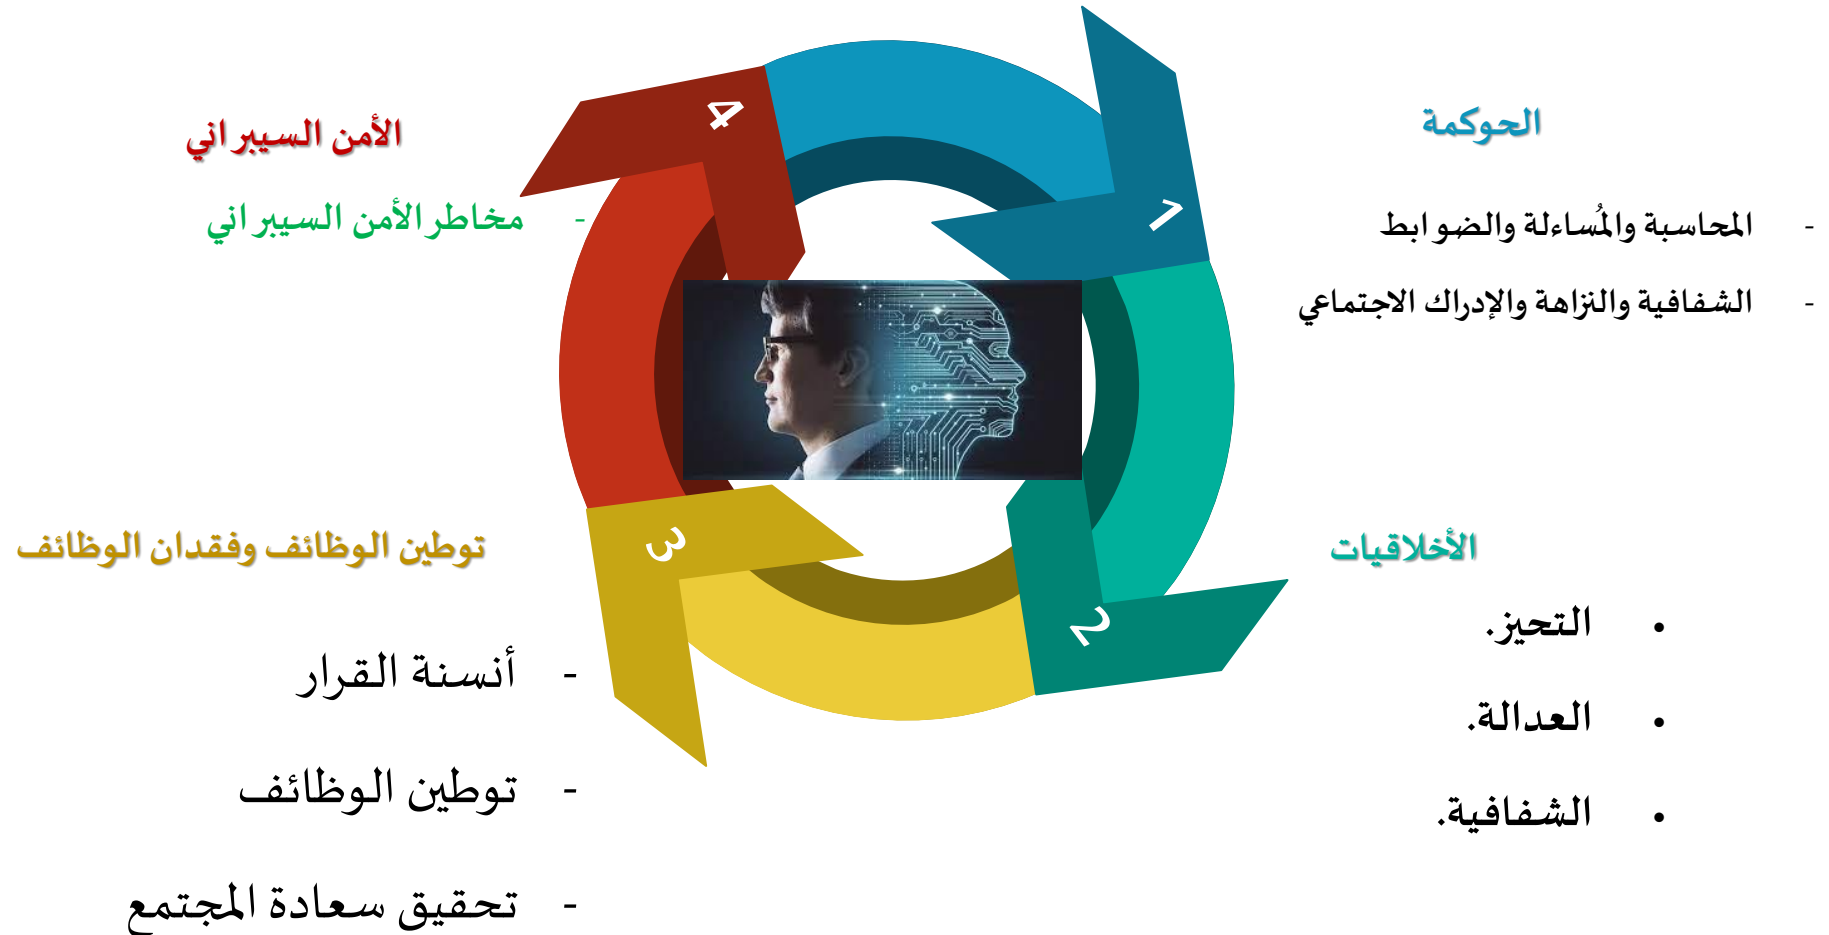 1
الحوكمة
- المحاسبة والمُساءلة والضوابط
- الشفافية والنزاهة والإدراك الاجتماعي
2
الأخلاقيات
• التحيز.
• العدالة.
• الشفافية.
3
توطين الوظائف وفقدان الوظائف
- أنسنة القرار
- توطين الوظائف
- تحقيق سعادة المجتمع
4
الأمن السيبراني
- مخاطر الأمن السيبراني